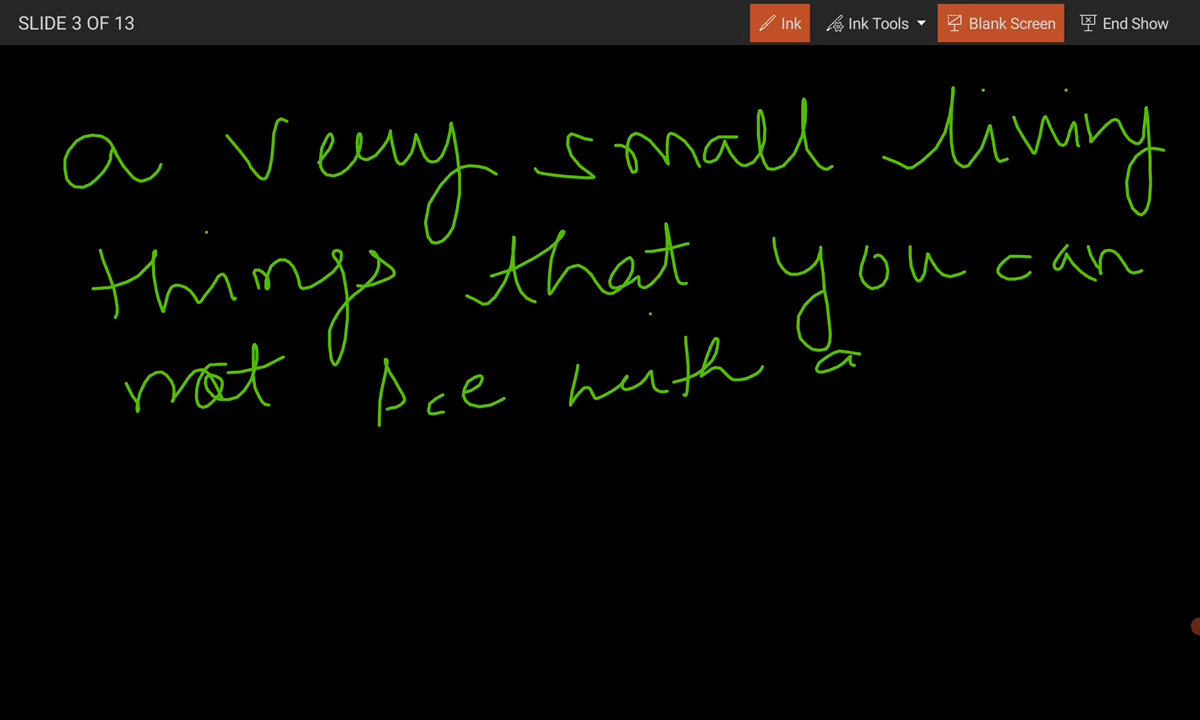 SLIDE 3 OF 13 Ink Ink Tools Blank Screen End Show
a very small living
things that you can
not see with a